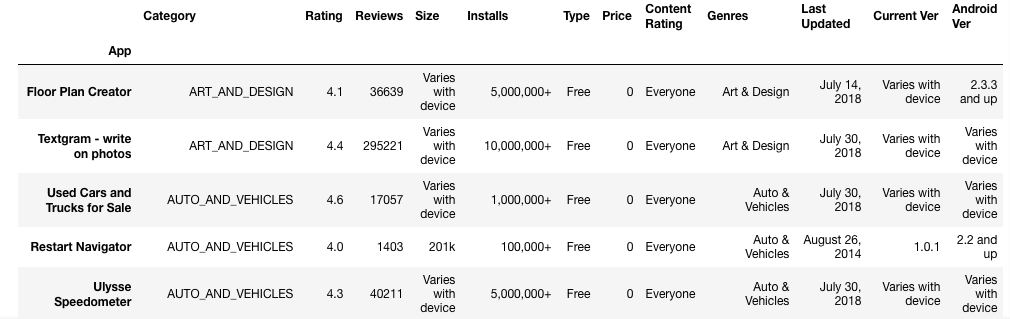 Category Rating Reviews Size Installs Type Price Content Rating Genres Last Updated Current Ver Android Ver
App
Floor Plan Creator ART_AND_DESIGN 4.1 36639 Varies with device 5,000,000+ Free 0 Everyone Art & Design July 14, 2018 Varies with device 2.3.3 and up
Textgram - write on photos ART_AND_DESIGN 4.4 295221 Varies with device 10,000,000+ Free 0 Everyone Art & Design July 30, 2018 Varies with device Varies with device
Used Cars and Trucks for Sale AUTO_AND_VEHICLES 4.6 17057 Varies with device 1,000,000+ Free 0 Everyone Auto & Vehicles July 30, 2018 Varies with device Varies with device
Restart Navigator AUTO_AND_VEHICLES 4.0 1403 201k 100,000+ Free 0 Everyone Auto & Vehicles August 26, 2014 1.0.1 2.2 and up
Ulysse Speedometer AUTO_AND_VEHICLES 4.3 40211 Varies with device 5,000,000+ Free 0 Everyone Auto & Vehicles July 30, 2018 Varies with device Varies with device